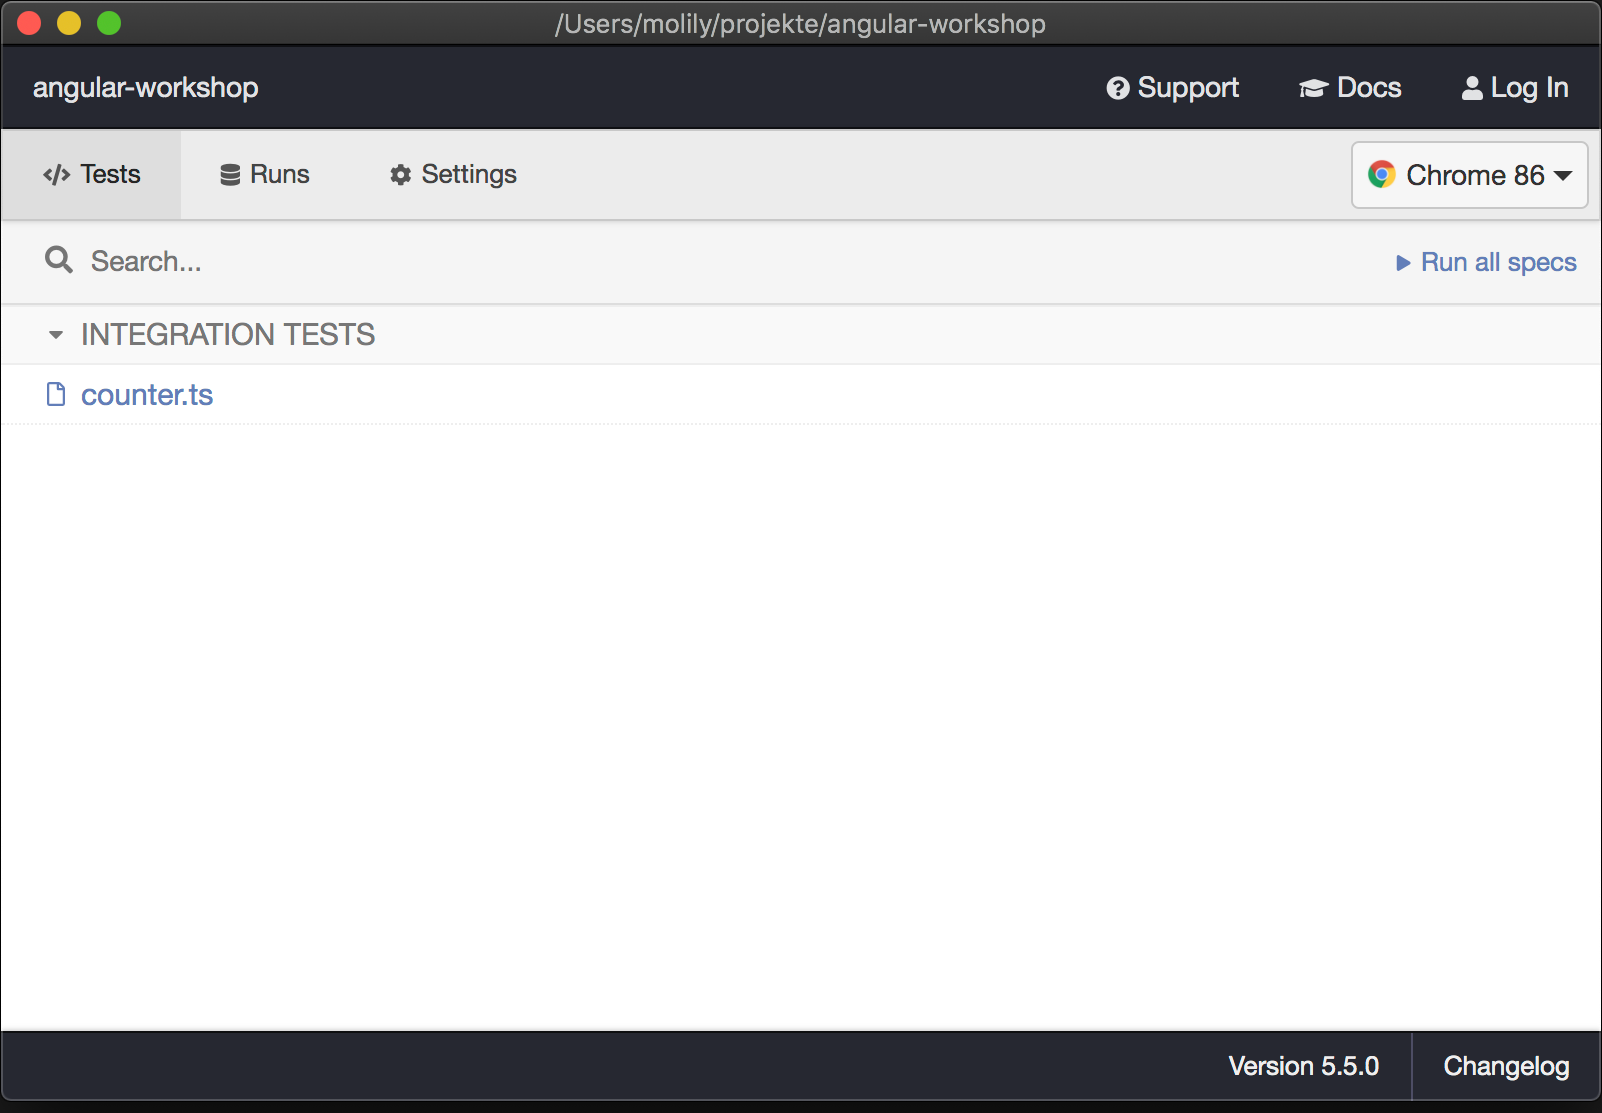 /Users/molily/projekte/angular-workshop
angular-workshop
Support
Docs
Log In
Tests
Runs
Settings
Chrome 86
Search...
Run all specs
INTEGRATION TESTS
counter.ts
Version 5.5.0
Changelog